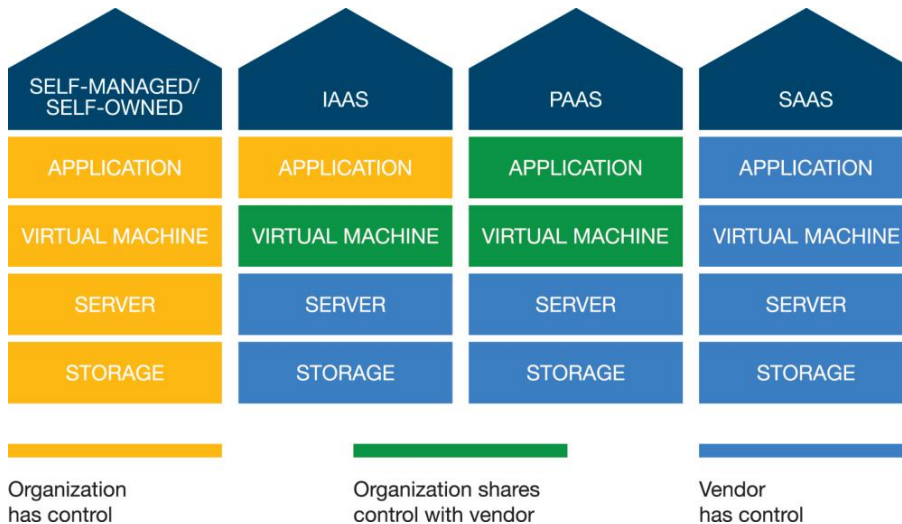 SELF-MANAGED/
SELF-OWNED
IAAS
PAAS
SAAS
APPLICATION
APPLICATION
APPLICATION
APPLICATION
VIRTUAL MACHINE
VIRTUAL MACHINE
VIRTUAL MACHINE
VIRTUAL MACHINE
SERVER
SERVER
SERVER
SERVER
STORAGE
STORAGE
STORAGE
STORAGE
Organization
has control
Organization shares
control with vendor
Vendor
has control